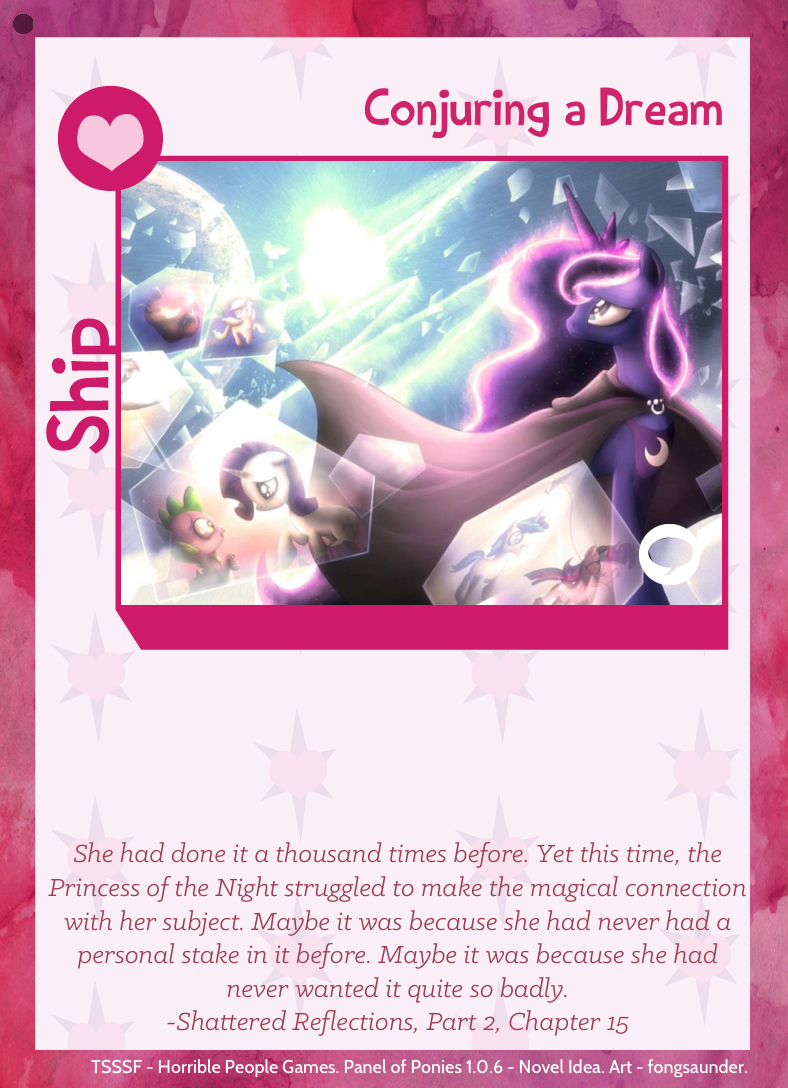 Conjuring a Dream
Ship
She had done it a thousand times before. Yet this time, the
Princess of the Night struggled to make the magical connection
with her subject. Maybe it was because she had never had a
personal stake in it before. Maybe it was because she had
never wanted it quite so badly.
-Shattered Reflections, Part 2, Chapter 15
TSSSF - Horrible People Games. Panel of Ponies 1.0.6 - Novel Idea. Art - fongsaunder.